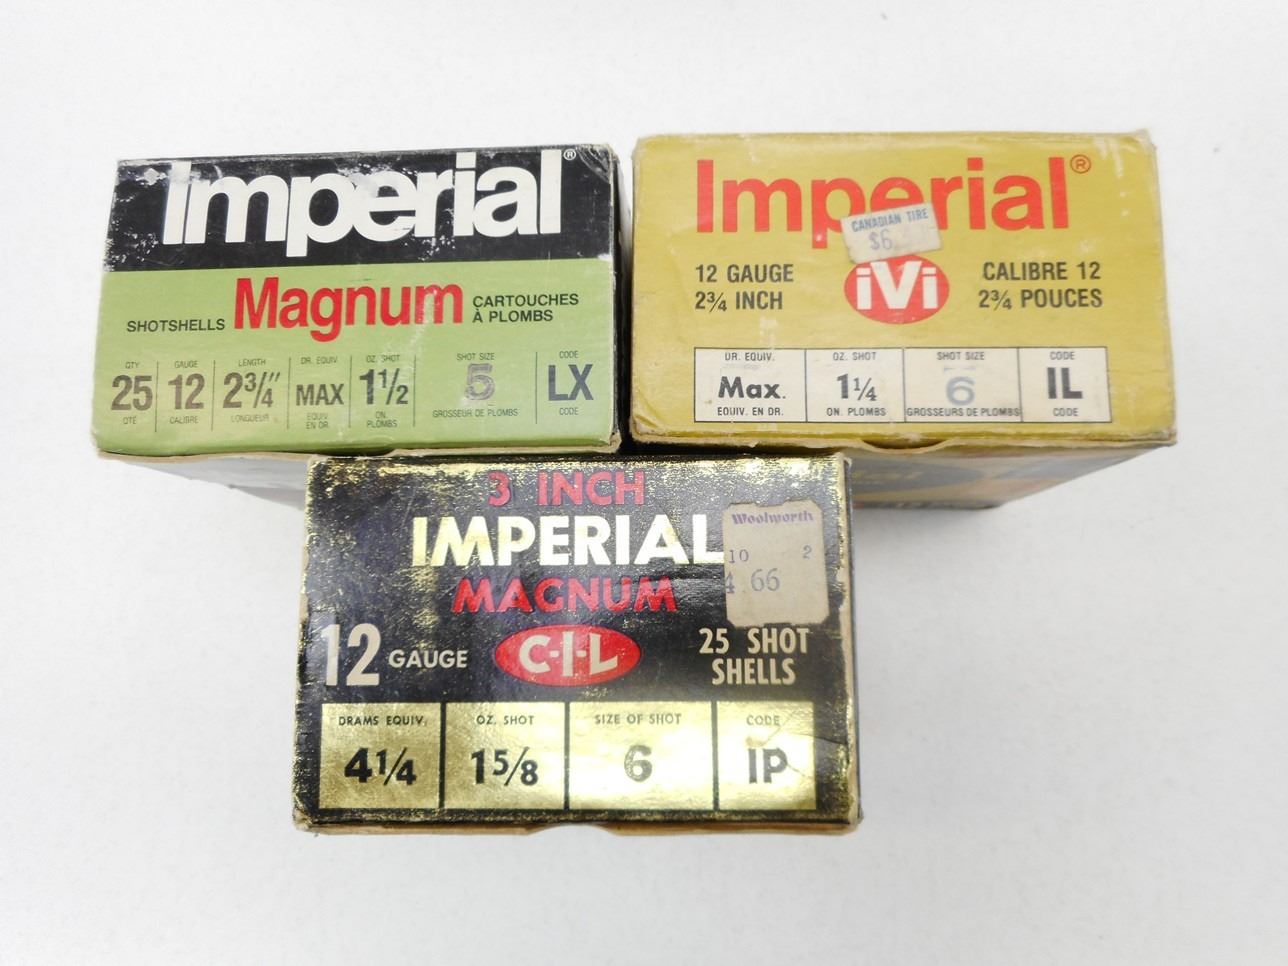 Imperial®
SHOTSHELLS Magnum CARTOUCHES
À PLOMBS
QTY GAUGE LENGTH DR. EQUIV. OZ. SHOT SHOT SIZE CODE
25 12 2¾" MAX 1½ 5 LX
QTÉ CALIBRE LONGUEUR EQUIV. EN DR. ON. PLOMBS GROSSEUR DE PLOMBS CODE
Imperial®
CANADIAN TIRE
$6
12 GAUGE
2¾ INCH
iVi
CALIBRE 12
2¾ POUCES
DR. EQUIV. OZ. SHOT SHOT SIZE CODE
Max. 1¼ 6 IL
EQUIV. EN DR. ON. PLOMBS GROSSEURS DE PLOMBS CODE
3 INCH
IMPERIAL
MAGNUM
Woolworth
10 2
4.66
12 GAUGE
C-I-L
25 SHOT
SHELLS
DRAMS EQUIV. OZ. SHOT SIZE OF SHOT CODE
4¼ 1⅝ 6 IP